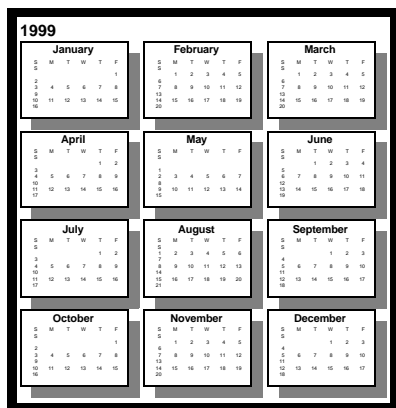 1999
January
S M T W T F
S
1
2
3 4 5 6 7 8
9
10 11 12 13 14 15
16
February
S M T W T F
S
1 2 3 4 5
6
7 8 9 10 11 12
13
14 15 16 17 18 19
20
March
S M T W T F
S
1 2 3 4 5
6
7 8 9 10 11 12
13
14 15 16 17 18 19
20
April
S M T W T F
S
1 2
3
4 5 6 7 8 9
10
11 12 13 14 15 16
17
May
S M T W T F
S
1
2 3 4 5 6 7
8
9 10 11 12 13 14
15
June
S M T W T F
S
1 2 3 4
5
6 7 8 9 10 11
12
13 14 15 16 17 18
19
July
S M T W T F
S
1 2
3
4 5 6 7 8 9
10
11 12 13 14 15 16
17
August
S M T W T F
S
1 2 3 4 5 6
7
8 9 10 11 12 13
14
15 16 17 18 19 20
21
September
S M T W T F
S
1 2 3
4
5 6 7 8 9 10
11
12 13 14 15 16 17
18
October
S M T W T F
S
1
2
3 4 5 6 7 8
9
10 11 12 13 14 15
16
November
S M T W T F
S
1 2 3 4 5
6
7 8 9 10 11 12
13
14 15 16 17 18 19
20
December
S M T W T F
S
1 2 3
4
5 6 7 8 9 10
11
12 13 14 15 16 17
18